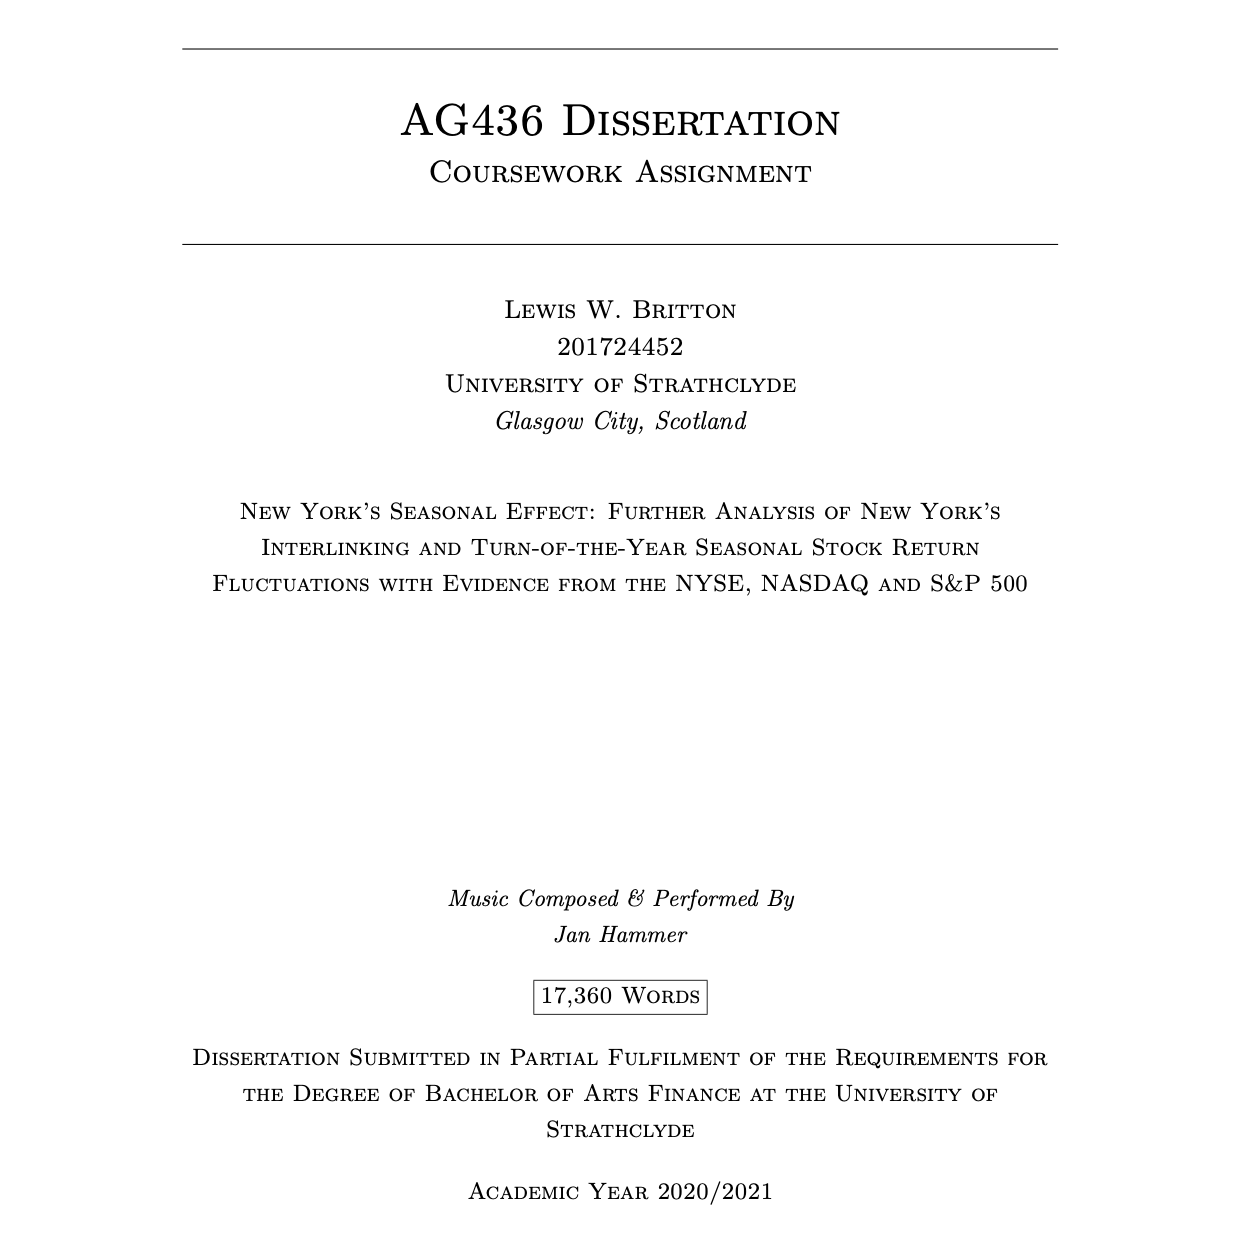 AG436 Dissertation
Coursework Assignment
Lewis W. Britton
201724452
University of Strathclyde
Glasgow City, Scotland
New York's Seasonal Effect: Further Analysis of New York's
Interlinking and Turn-of-the-Year Seasonal Stock Return
Fluctuations with Evidence from the NYSE, NASDAQ and S&P 500
Music Composed & Performed By
Jan Hammer
17,360 Words
Dissertation Submitted in Partial Fulfilment of the Requirements for
the Degree of Bachelor of Arts Finance at the University of
Strathclyde
Academic Year 2020/2021